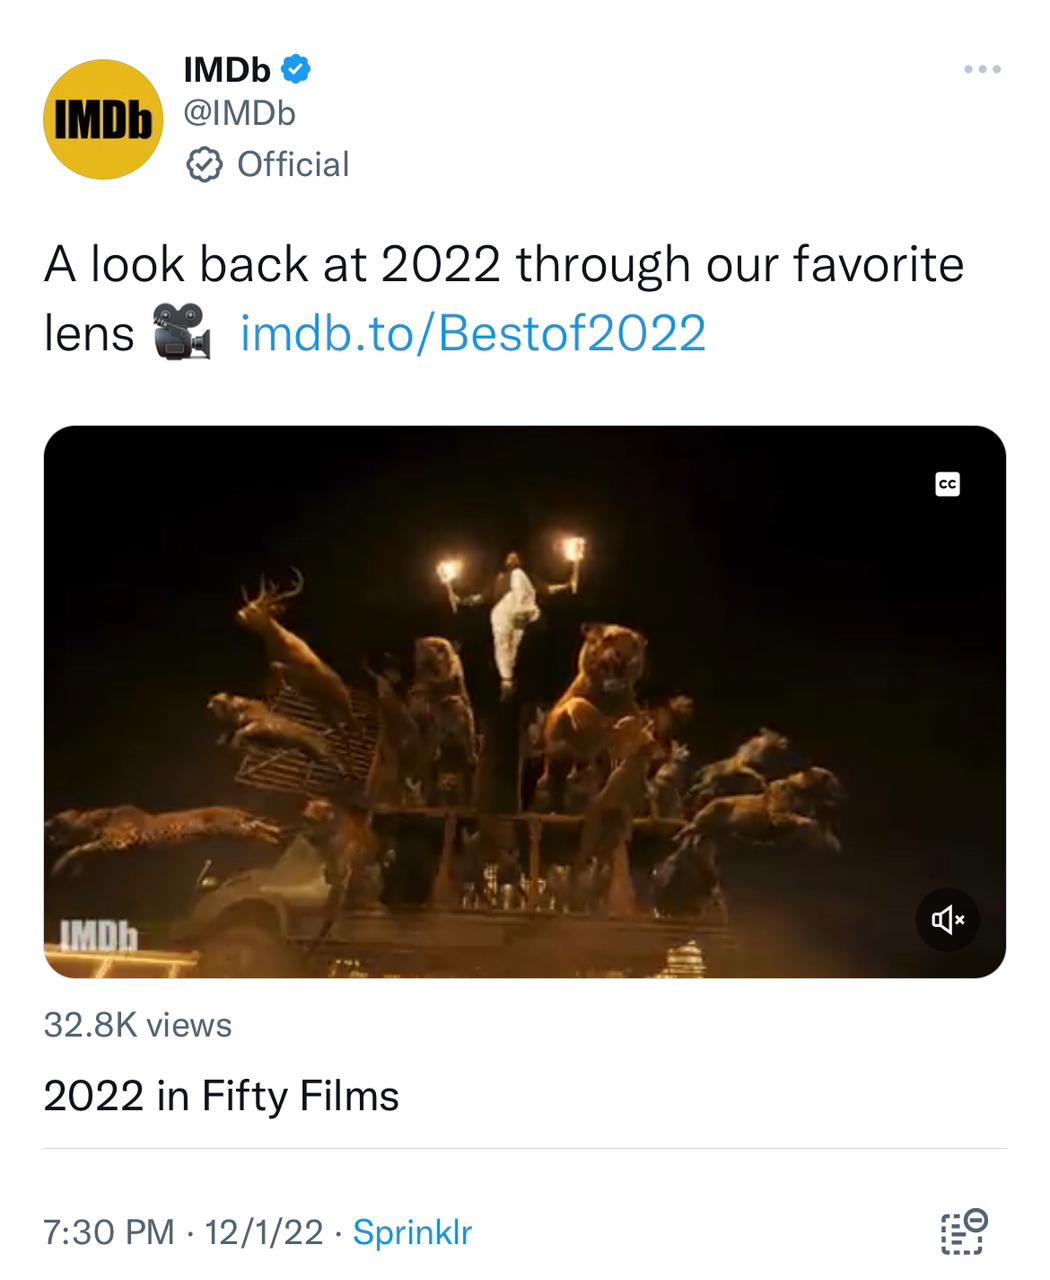 IMDb
IMDb
@IMDb
Official
A look back at 2022 through our favorite
lens imdb.to/Bestof2022
CC
IMDb
32.8K views
2022 in Fifty Films
7:30 PM · 12/1/22 · Sprinklr